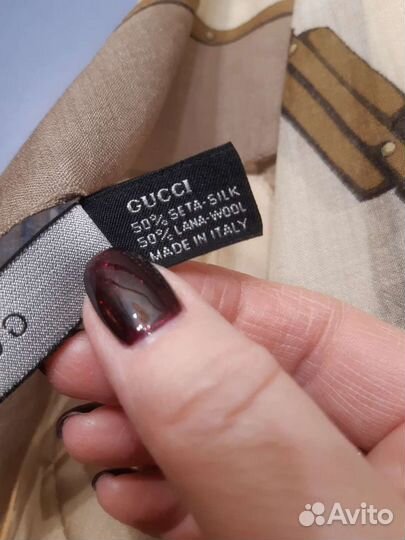 GUCCI
50% SETA-SILK
50% LANA-WOOL
MADE IN ITALY
Avito